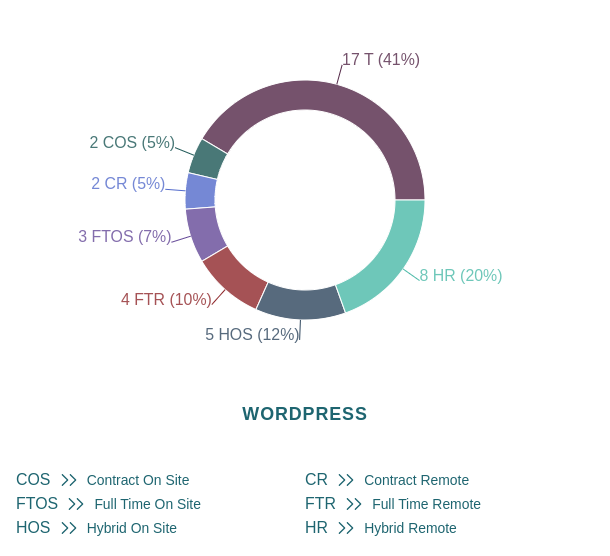 17 T (41%)
2 COS (5%)
2 CR (5%)
3 FTOS (7%)
8 HR (20%)
4 FTR (10%)
5 HOS (12%)
WORDPRESS
COS >> Contract On Site
CR >> Contract Remote
FTOS >> Full Time On Site
FTR >> Full Time Remote
HOS >> Hybrid On Site
HR >> Hybrid Remote